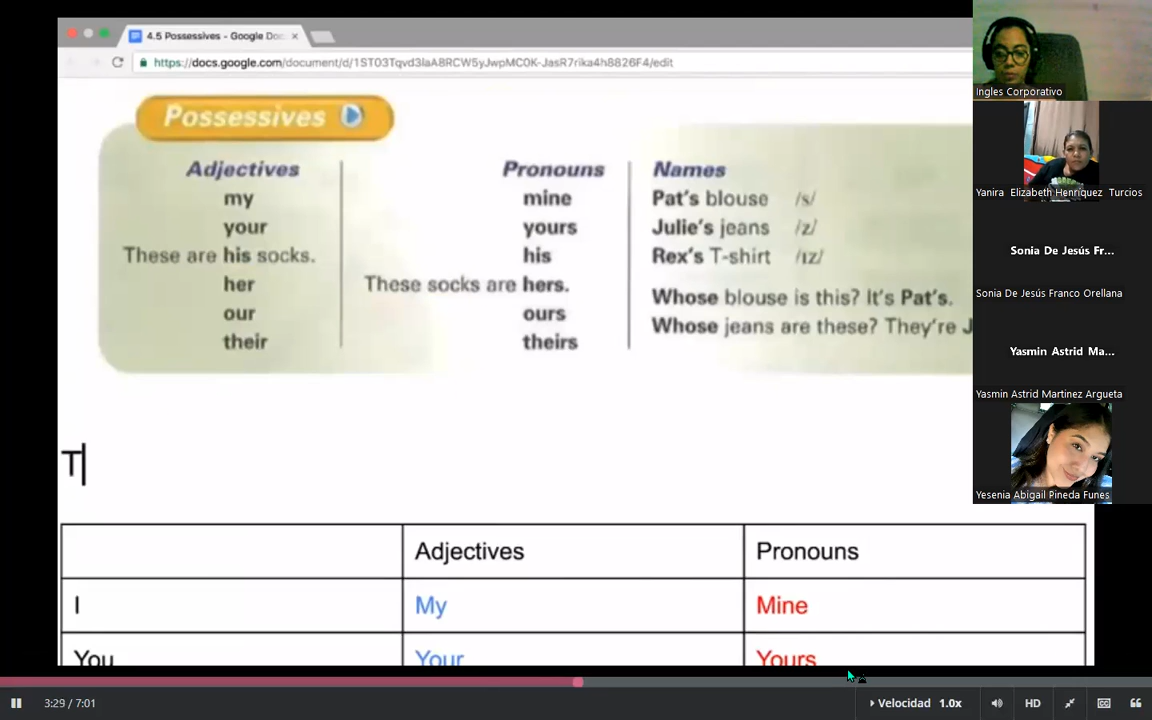 4.5 Possessives - Google Doc
https://docs.google.com/document/d/1ST03Tqvd3laA8RCW5yJwpMC0K-JasR7rika4h8826F4/edit
Possessives
Adjectives
my
your
These are his socks.
her
our
their
Pronouns
mine
yours
his
These socks are hers.
ours
theirs
Names
Pat's blouse /s/
Julie's jeans /z/
Rex's T-shirt /ɪz/
Whose blouse is this? It's Pat's.
Whose jeans are these? They're J
T
Adjectives Pronouns
I My Mine
You Your Yours
Ingles Corporativo
Yanira Elizabeth Henriquez Turcios
Sonia De Jesús Fr...
Sonia De Jesús Franco Orellana
Yasmin Astrid Ma...
Yasmin Astrid Martinez Argueta
Yesenia Abigail Pineda Funes
3:29 / 7:01
Velocidad 1.0x
HD